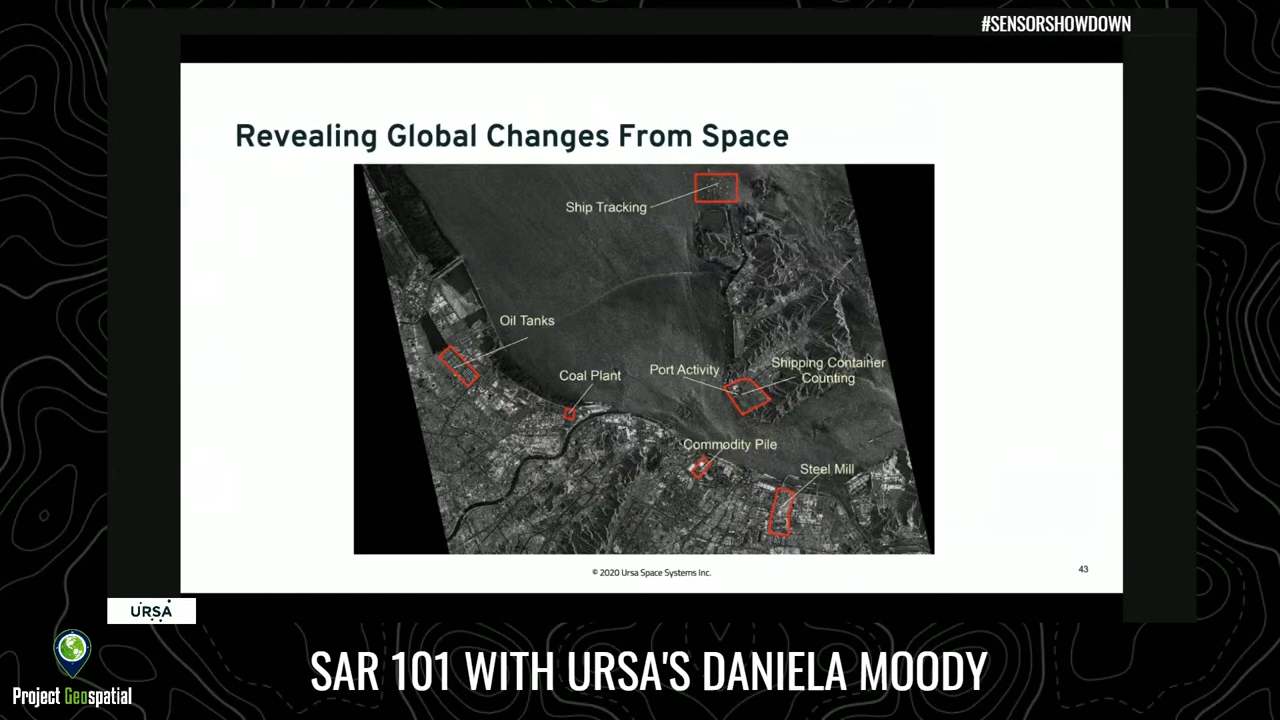 #SENSORSHOWDOWN
Revealing Global Changes From Space
Ship Tracking
Oil Tanks
Coal Plant
Port Activity
Shipping Container
Counting
Commodity Pile
Steel Mill
© 2020 Ursa Space Systems Inc.
43
URSA
SAR 101 WITH URSA'S DANIELA MOODY
Project Geospatial